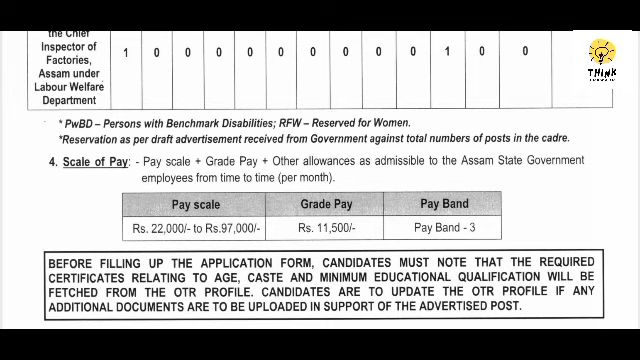 the Chief
Inspector of
Factories,
Assam under
Labour Welfare
Department
1 0 0 0 0 0 0 0 0 0 1 0 0
THINK
* PwBD – Persons with Benchmark Disabilities; RFW – Reserved for Women.
*Reservation as per draft advertisement received from Government against total numbers of posts in the cadre.
4. Scale of Pay: - Pay scale + Grade Pay + Other allowances as admissible to the Assam State Government
employees from time to time (per month).
Pay scale Grade Pay Pay Band
Rs. 22,000/- to Rs.97,000/- Rs. 11,500/- Pay Band - 3
BEFORE FILLING UP THE APPLICATION FORM, CANDIDATES MUST NOTE THAT THE REQUIRED
CERTIFICATES RELATING TO AGE, CASTE AND MINIMUM EDUCATIONAL QUALIFICATION WILL BE
FETCHED FROM THE OTR PROFILE. CANDIDATES ARE TO UPDATE THE OTR PROFILE IF ANY
ADDITIONAL DOCUMENTS ARE TO BE UPLOADED IN SUPPORT OF THE ADVERTISED POST.